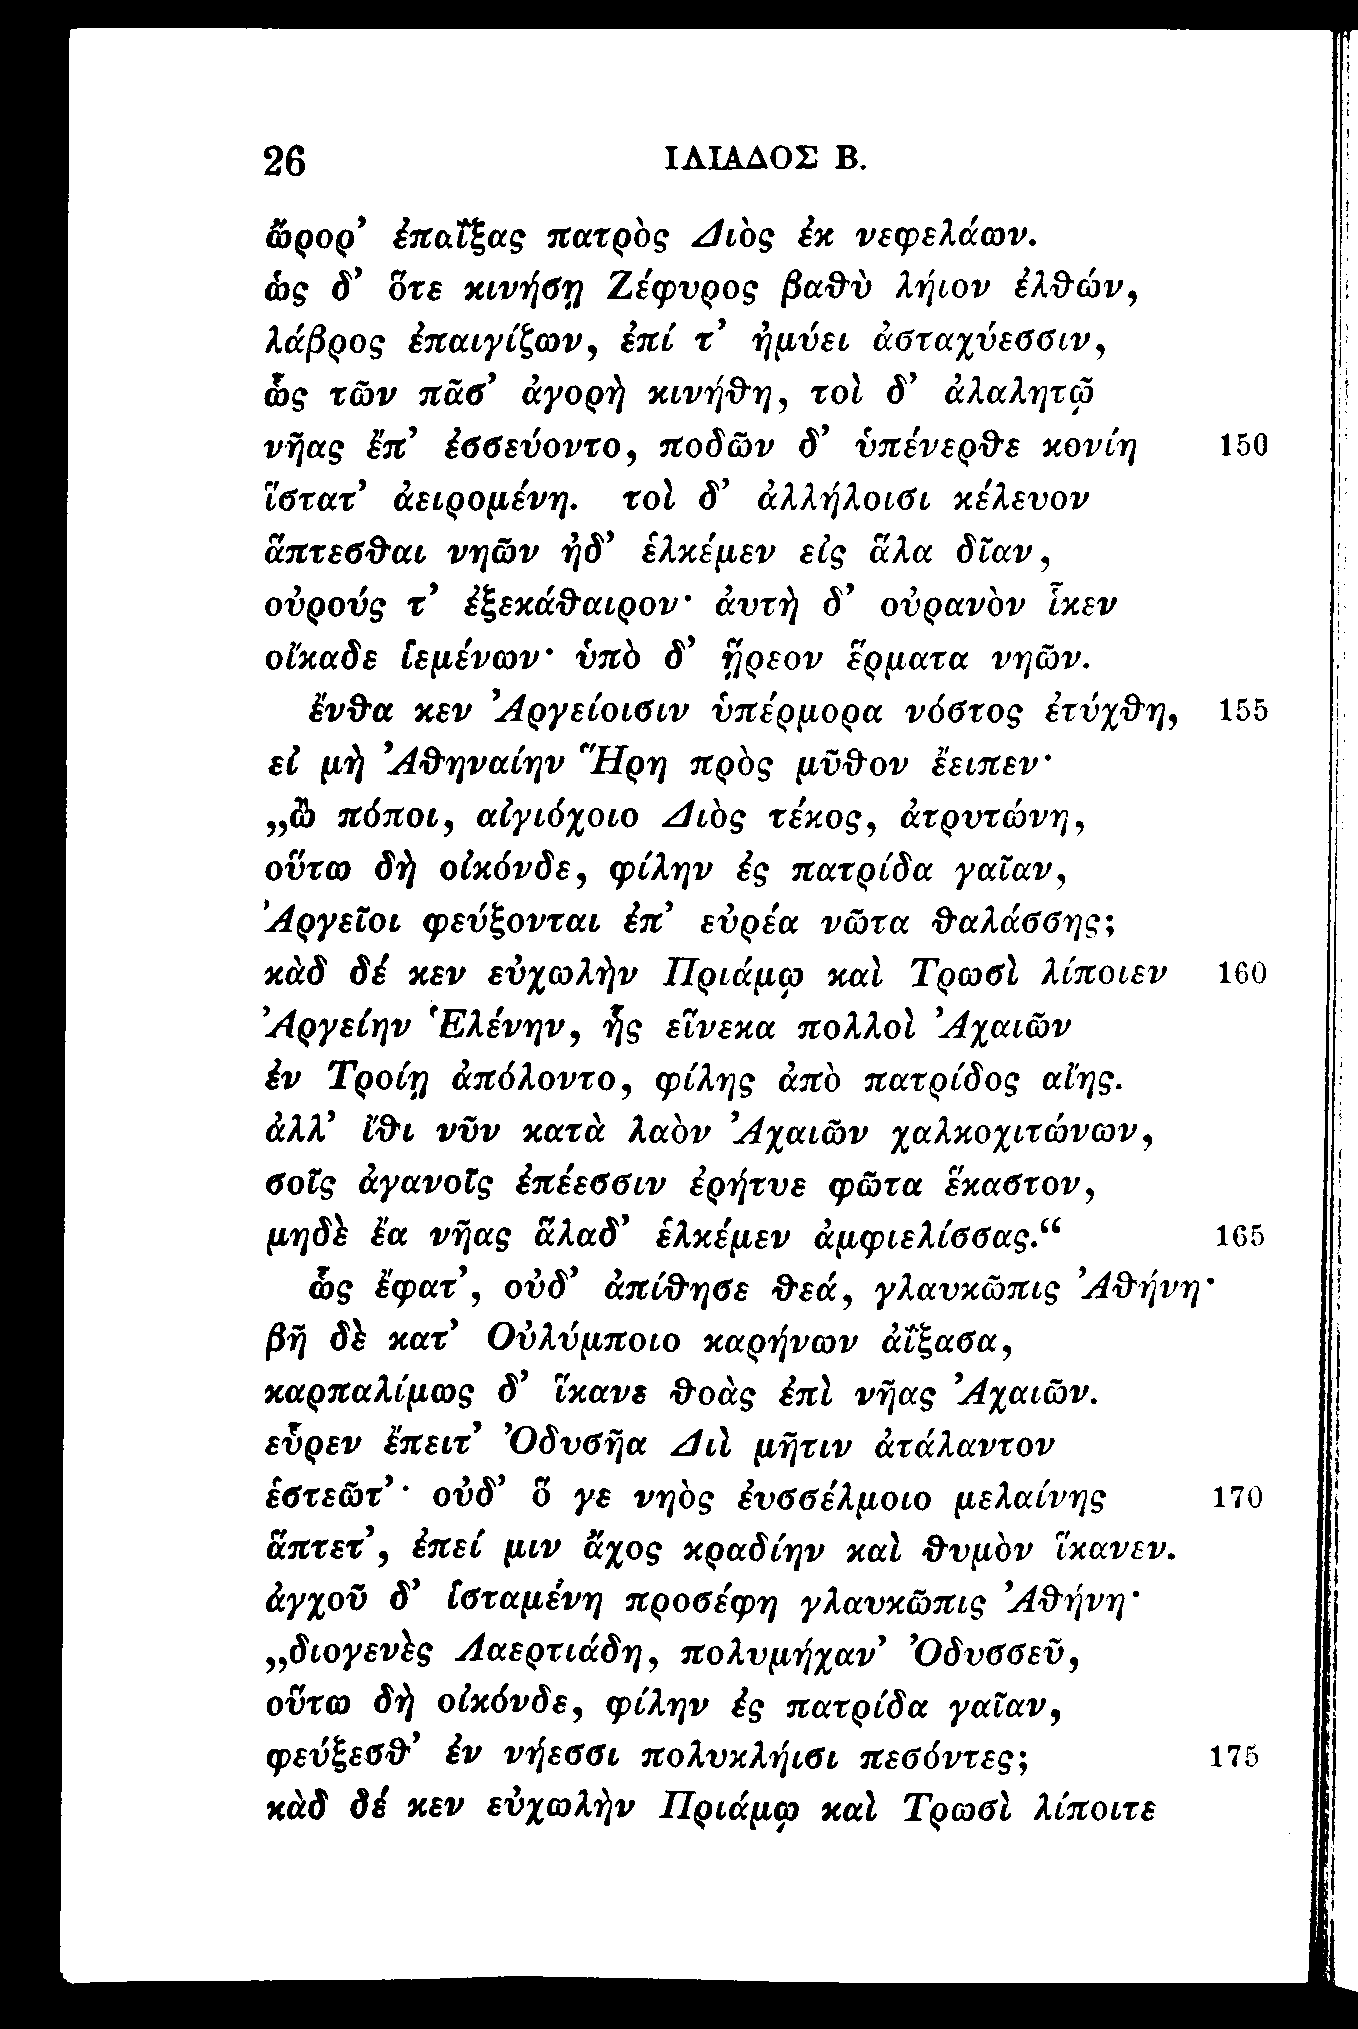 26 ΙΛΙΑΔΟΣ Β.
ὤρορ’ ἐπαΐξας πατρὸς Διὸς ἐκ νεφελάων.
ὡς δ’ ὅτε κινήσῃ Ζέφυρος βαθὺ λήιον ἐλθών,
λάβρος ἐπαιγίζων, ἐπί τ’ ἠμύει ἀσταχύεσσιν,
ὣς τῶν πᾶσ’ ἀγορὴ κινήθη, τοὶ δ’ ἀλαλητῷ
νῆας ἔπ’ ἐσσεύοντο, ποδῶν δ’ ὑπένερθε κονίη 150
ἵστατ’ ἀειρομένη. τοὶ δ’ ἀλλήλοισι κέλευον
ἅπτεσθαι νηῶν ἠδ’ ἑλκέμεν εἰς ἅλα δῖαν,
οὐρούς τ’ ἐξεκάθαιρον· ἀυτὴ δ’ οὐρανὸν ἷκεν
οἴκαδε ἱεμένων· ὑπὸ δ’ ᾕρεον ἕρματα νηῶν.
ἔνθα κεν Ἀργείοισιν ὑπέρμορα νόστος ἐτύχθη, 155
εἰ μὴ Ἀθηναίην Ἥρη πρὸς μῦθον ἔειπεν·
„ὢ πόποι, αἰγιόχοιο Διὸς τέκος, ἀτρυτώνη,
οὕτω δὴ οἰκόνδε, φίλην ἐς πατρίδα γαῖαν,
Ἀργεῖοι φεύξονται ἐπ’ εὐρέα νῶτα θαλάσσης;
κὰδ δέ κεν εὐχωλὴν Πριάμῳ καὶ Τρωσὶ λίποιεν 160
Ἀργείην Ἑλένην, ἧς εἵνεκα πολλοὶ Ἀχαιῶν
ἐν Τροίῃ ἀπόλοντο, φίλης ἀπὸ πατρίδος αἴης.
ἀλλ’ ἴθι νῦν κατὰ λαὸν Ἀχαιῶν χαλκοχιτώνων,
σοῖς ἀγανοῖς ἐπέεσσιν ἐρήτυε φῶτα ἕκαστον,
μηδὲ ἔα νῆας ἅλαδ’ ἑλκέμεν ἀμφιελίσσας.“ 165
ὣς ἔφατ’, οὐδ’ ἀπίθησε θεά, γλαυκῶπις Ἀθήνη·
βῆ δὲ κατ’ Οὐλύμποιο καρήνων ἀΐξασα,
καρπαλίμως δ’ ἵκανε θοὰς ἐπὶ νῆας Ἀχαιῶν.
εὗρεν ἔπειτ’ Ὀδυσῆα Διὶ μῆτιν ἀτάλαντον
ἑστεῶτ’· οὐδ’ ὅ γε νηὸς ἐυσσέλμοιο μελαίνης 170
ἅπτετ’, ἐπεί μιν ἄχος κραδίην καὶ θυμὸν ἵκανεν.
ἀγχοῦ δ’ ἱσταμένη προσέφη γλαυκῶπις Ἀθήνη·
„διογενὲς Λαερτιάδη, πολυμήχαν’ Ὀδυσσεῦ,
οὕτω δὴ οἰκόνδε, φίλην ἐς πατρίδα γαῖαν,
φεύξεσθ’ ἐν νήεσσι πολυκλήισι πεσόντες; 175
κὰδ δέ κεν εὐχωλὴν Πριάμῳ καὶ Τρωσὶ λίποιτε